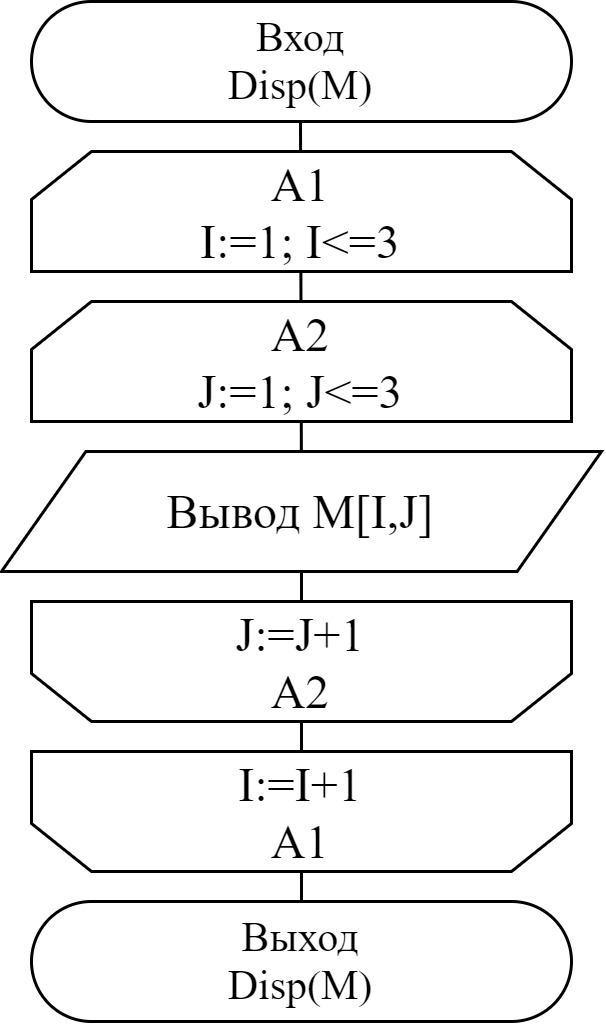 Вход
Disp(M)
A1
I:=1; I<=3
A2
J:=1; J<=3
Вывод M[I,J]
J:=J+1
A2
I:=I+1
A1
Выход
Disp(M)